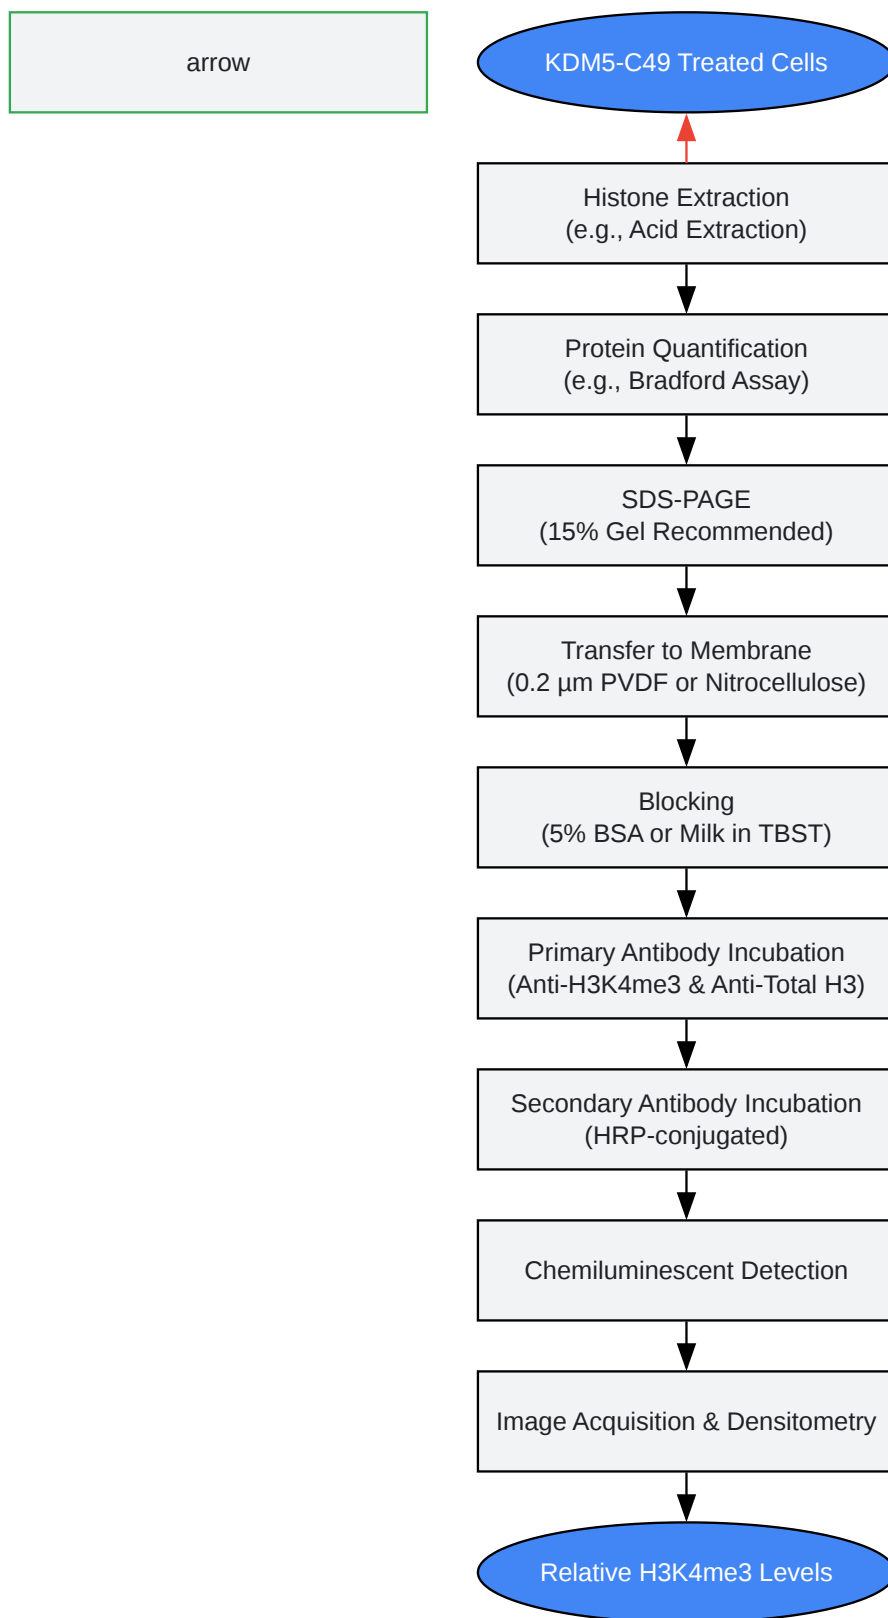 arrow
KDM5-C49 Treated Cells
Histone Extraction
(e.g., Acid Extraction)
Protein Quantification
(e.g., Bradford Assay)
SDS-PAGE
(15% Gel Recommended)
Transfer to Membrane
(0.2 µm PVDF or Nitrocellulose)
Blocking
(5% BSA or Milk in TBST)
Primary Antibody Incubation
(Anti-H3K4me3 & Anti-Total H3)
Secondary Antibody Incubation
(HRP-conjugated)
Chemiluminescent Detection
Image Acquisition & Densitometry
Relative H3K4me3 Levels